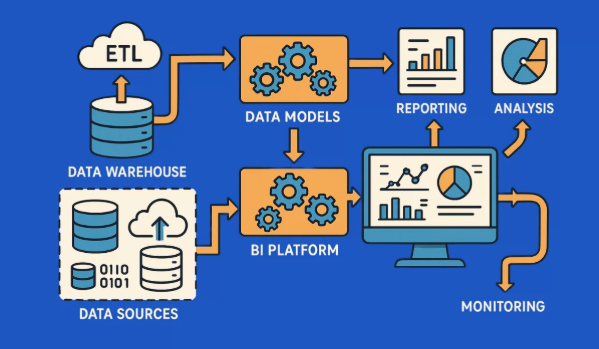 ETL
DATA WAREHOUSE
DATA MODELS
REPORTING
ANALYSIS
DATA SOURCES
0110
0101
BI PLATFORM
MONITORING